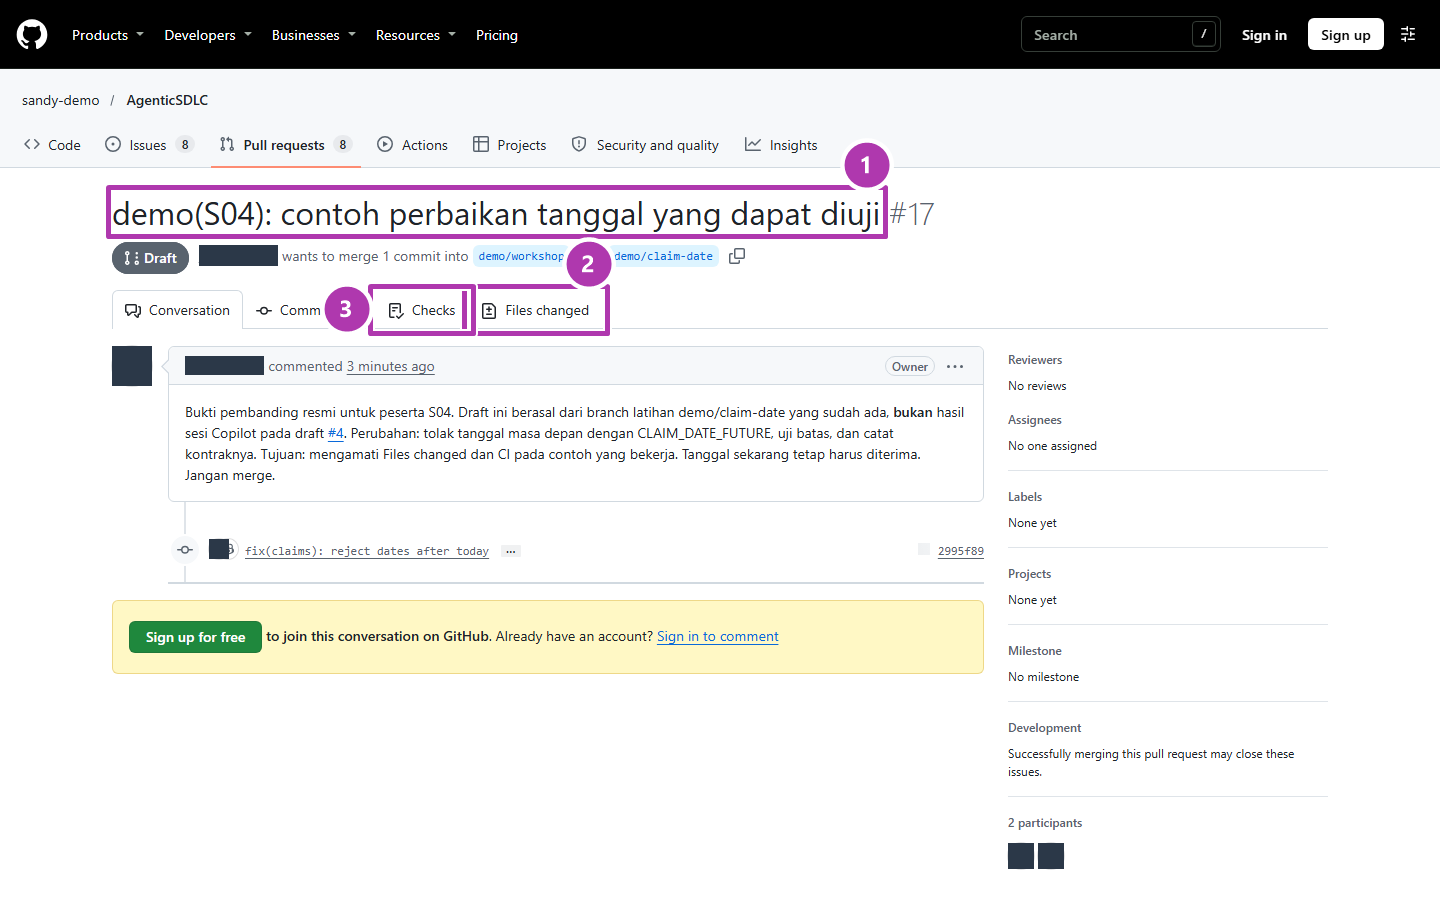 Products Developers Businesses Resources Pricing Search / Sign in Sign up
sandy-demo / AgenticSDLC
Code Issues 8 Pull requests 8 Actions Projects Security and quality Insights
1
demo(S04): contoh perbaikan tanggal yang dapat diuji #17
Draft wants to merge 1 commit into demo/workshop demo/claim-date
2
Conversation Comm 3 Checks Files changed
commented 3 minutes ago Owner ...
Bukti pembanding resmi untuk peserta S04. Draft ini berasal dari branch latihan demo/claim-date yang sudah ada, bukan hasil
sesi Copilot pada draft #4. Perubahan: tolak tanggal masa depan dengan CLAIM_DATE_FUTURE, uji batas, dan catat
kontraknya. Tujuan: mengamati Files changed dan CI pada contoh yang bekerja. Tanggal sekarang tetap harus diterima.
Jangan merge.
fix(claims): reject dates after today ... 2995f89
Sign up for free to join this conversation on GitHub. Already have an account? Sign in to comment
Reviewers
No reviews
Assignees
No one assigned
Labels
None yet
Projects
None yet
Milestone
No milestone
Development
Successfully merging this pull request may close these
issues.
2 participants